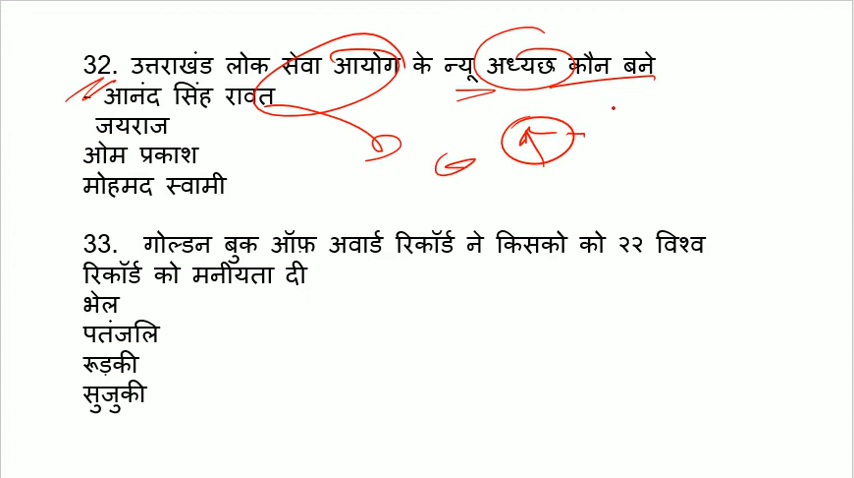 32. उत्तराखंड लोक सेवा आयोग के न्यू अध्यछ कौन बने
आनंद सिंह रावत
जयराज
ओम प्रकाश
मोहमद स्वामी
33. गोल्डन बुक ऑफ़ अवार्ड रिकॉर्ड ने किसको को २२ विश्व
रिकॉर्ड को मनीयता दी
भेल
पतंजलि
रूड़की
सुजुकी